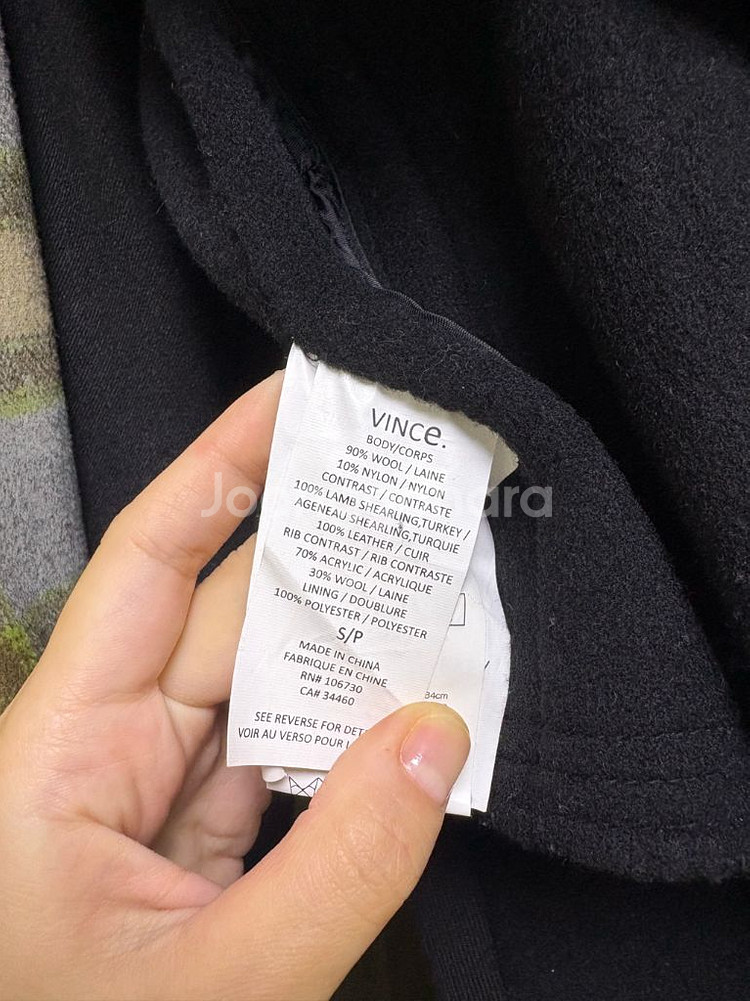 VINCe.
BODY/CORPS
90% WOOL / LAINE
10% NYLON / NYLON
CONTRAST / CONTRASTE
100% LAMB SHEARLING,TURKEY /
AGENEAU SHEARLING,TURQUIE
100% LEATHER / CUIR
RIB CONTRAST / RIB CONTRASTE
70% ACRYLIC / ACRYLIQUE
30% WOOL / LAINE
LINING / DOUBLURE
100% POLYESTER / POLYESTER
S/P
MADE IN CHINA
FABRIQUE EN CHINE
RN# 106730
CA# 34460
SEE REVERSE FOR
VOIR AU VERSO POUR
84cm